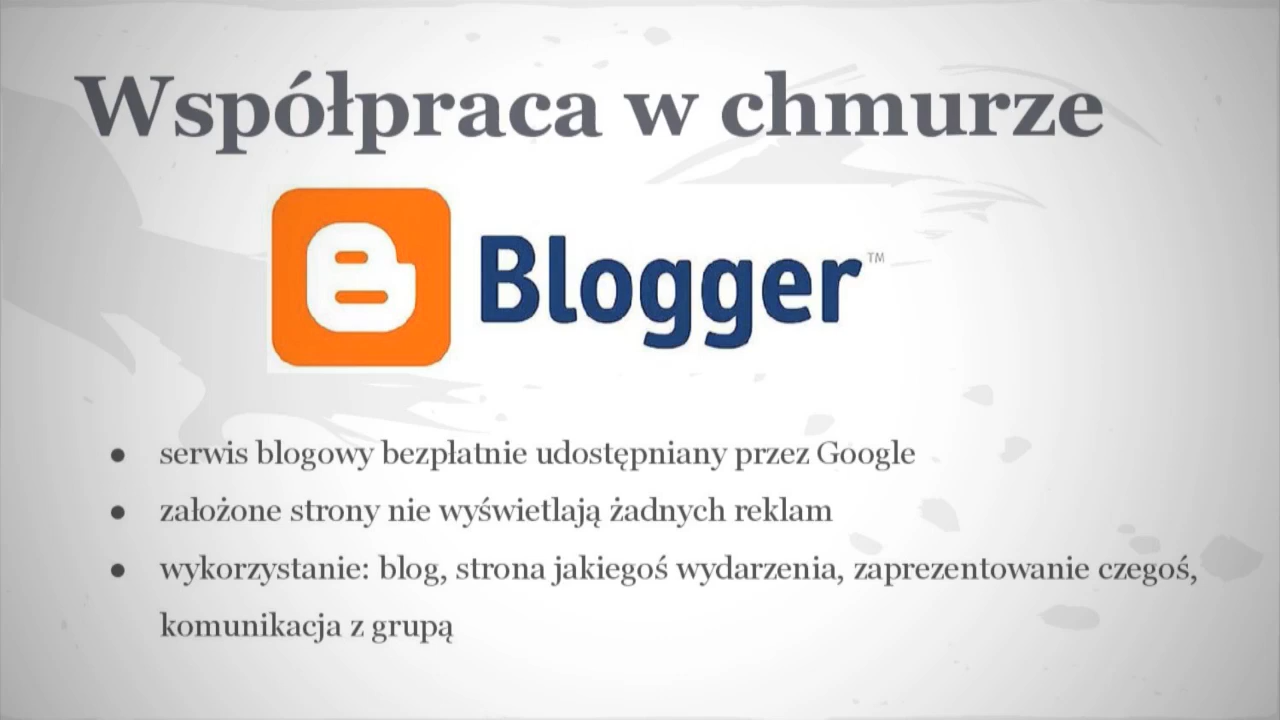 Współpraca w chmurze
Blogger™
● serwis blogowy bezpłatnie udostępniany przez Google
● założone strony nie wyświetlają żadnych reklam
● wykorzystanie: blog, strona jakiegoś wydarzenia, zaprezentowanie czegoś,
komunikacja z grupą